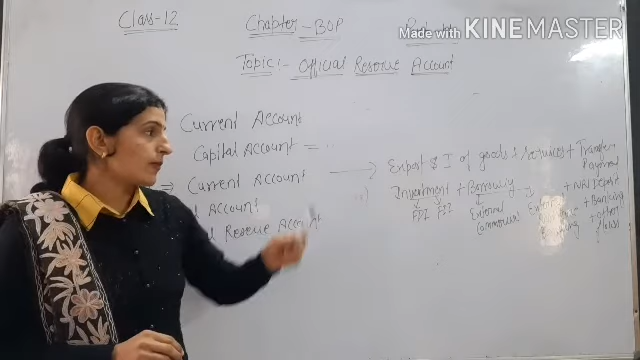 Class-12
Chapter-BOP
Made with KINEMASTER
Topic:- Official Reserve Account
Current Account
Capital Account = ...
⇒ Current Account → Export & I of goods & services + Transfer Payment
Account Investment + Borrowing + NRI Deposit
FDI FII External Commercial + Banking
Reserve Account + other flows